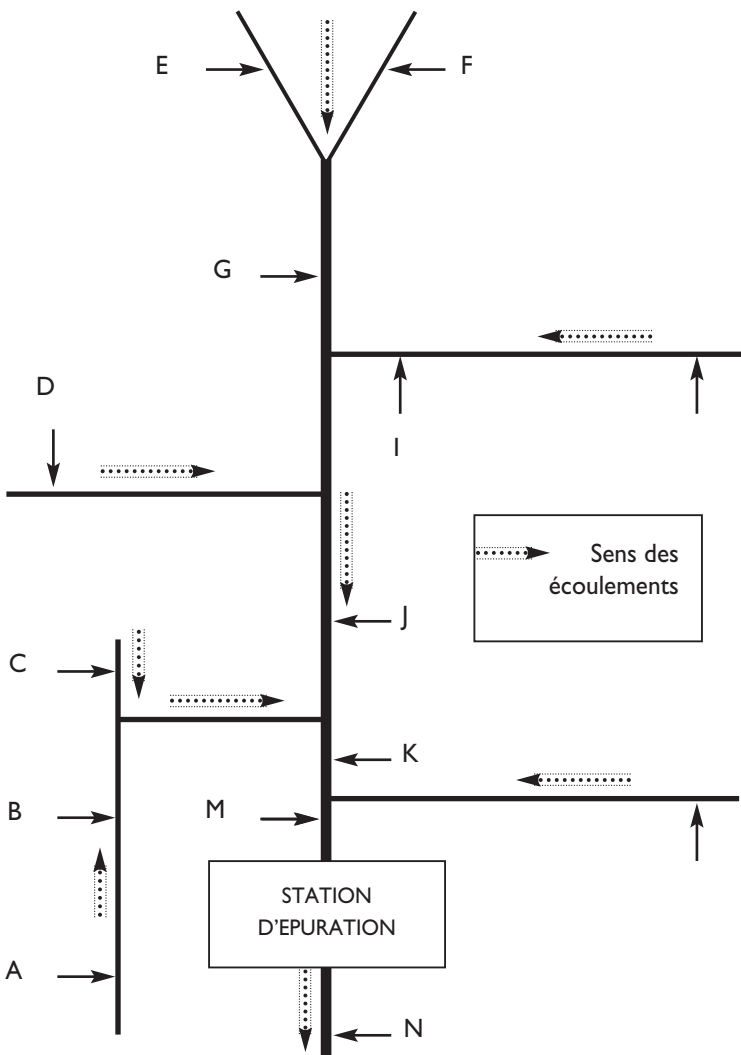 E
F
G
D
I
Sens des
écoulements
J
C
K
B
M
STATION
D'EPURATION
A
N